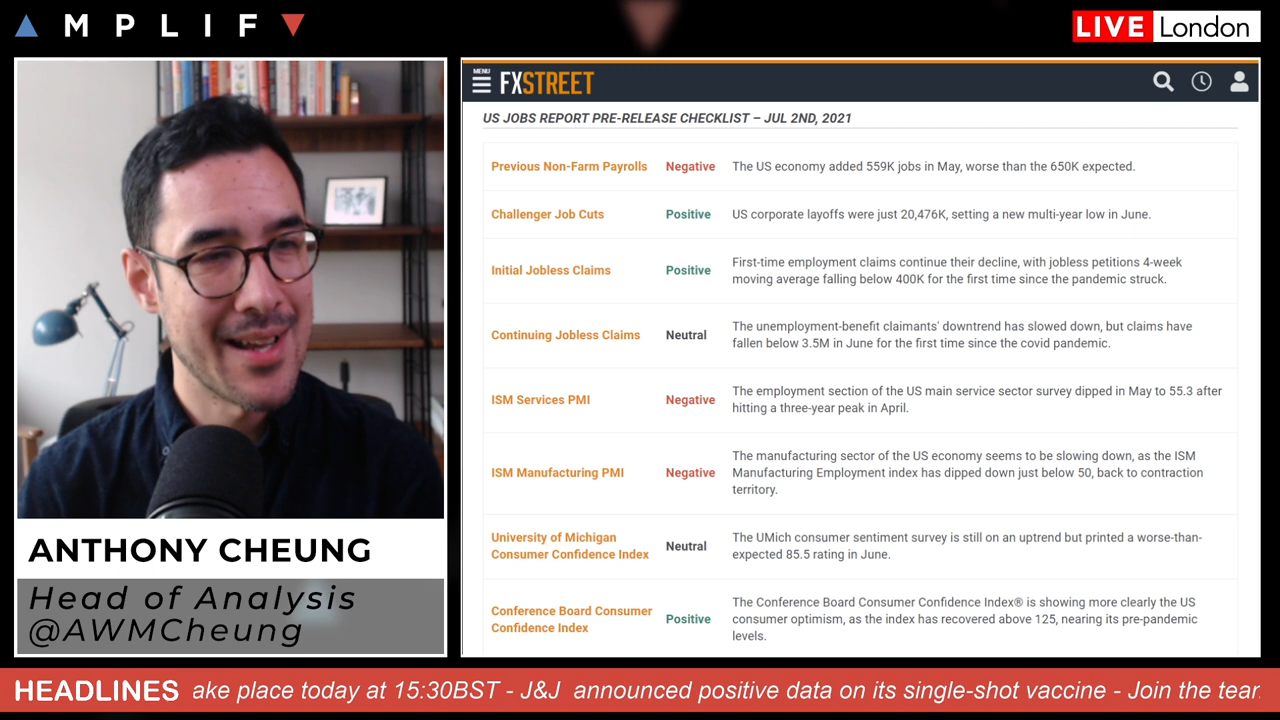 AMPLIFY
LIVE London
MENU
FXSTREET
US JOBS REPORT PRE-RELEASE CHECKLIST – JUL 2ND, 2021
Previous Non-Farm Payrolls Negative The US economy added 559K jobs in May, worse than the 650K expected.
Challenger Job Cuts Positive US corporate layoffs were just 20,476K, setting a new multi-year low in June.
Initial Jobless Claims Positive First-time employment claims continue their decline, with jobless petitions 4-week
moving average falling below 400K for the first time since the pandemic struck.
Continuing Jobless Claims Neutral The unemployment-benefit claimants' downtrend has slowed down, but claims have
fallen below 3.5M in June for the first time since the covid pandemic.
ISM Services PMI Negative The employment section of the US main service sector survey dipped in May to 55.3 after
hitting a three-year peak in April.
ISM Manufacturing PMI Negative The manufacturing sector of the US economy seems to be slowing down, as the ISM
Manufacturing Employment index has dipped down just below 50, back to contraction
territory.
University of Michigan
Consumer Confidence Index Neutral The UMich consumer sentiment survey is still on an uptrend but printed a worse-than-
expected 85.5 rating in June.
Conference Board Consumer
Confidence Index Positive The Conference Board Consumer Confidence Index® is showing more clearly the US
consumer optimism, as the index has recovered above 125, nearing its pre-pandemic
levels.
ANTHONY CHEUNG
Head of Analysis
@AWMCheung
HEADLINES ake place today at 15:30BST - J&J announced positive data on its single-shot vaccine - Join the tear